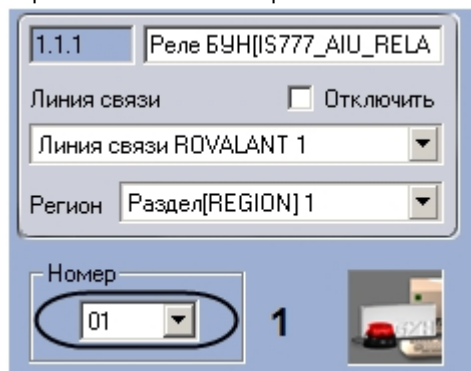 1.1.1 Реле БУН[IS777_AIU_RELA
Линия связи Отключить
Линия связи ROVALANT 1
Регион Раздел[REGION] 1
Номер
01 1
БУН